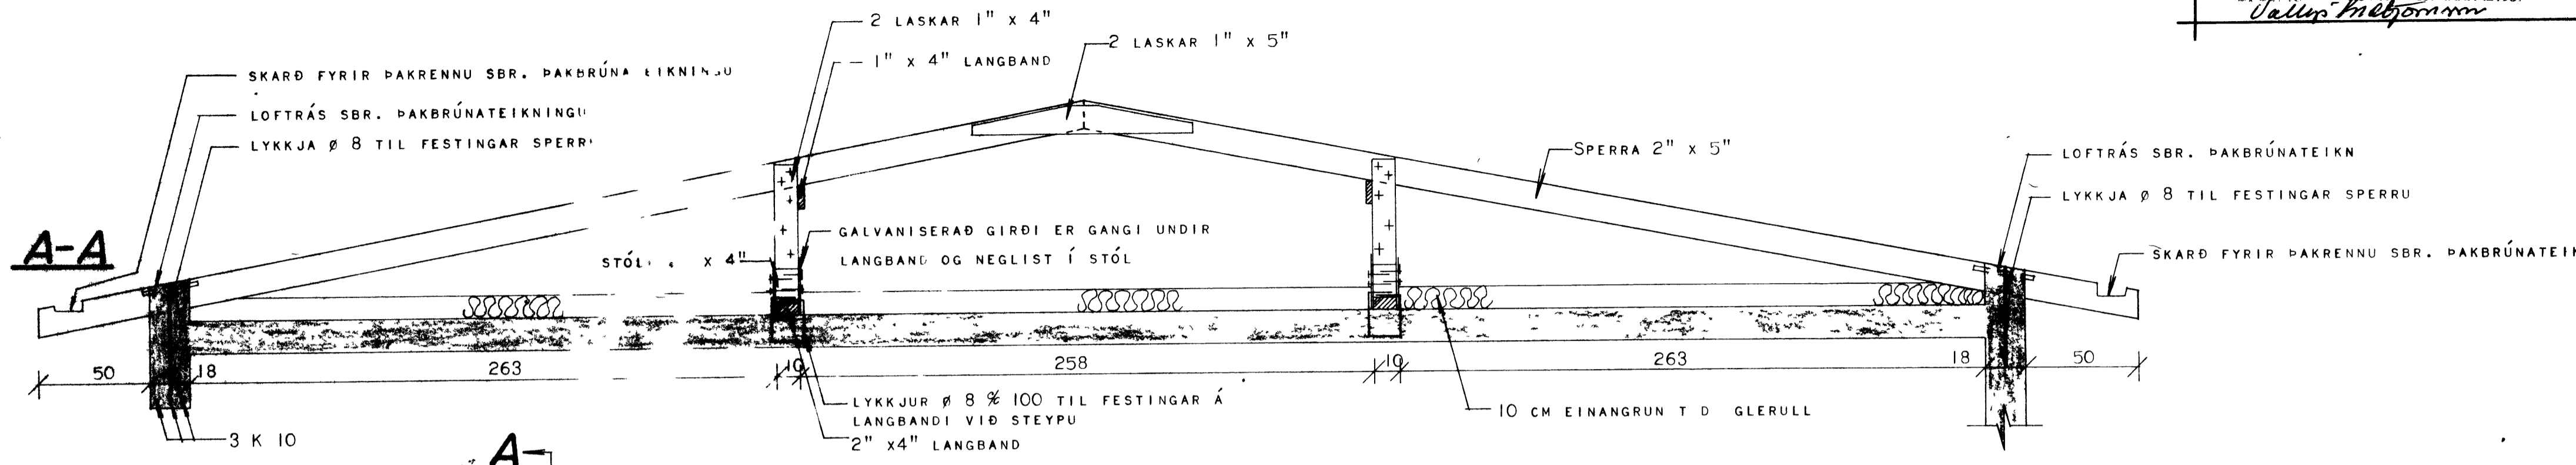 2 LASKAR 1" X 4"
2 LASKAR 1" X 5"
1" X 4" LANGBAND
SKARÐ FYRIR ÞAKRENNU SBR. ÞAKBRÚNA
LOFTRÁS SBR. ÞAKBRÚNATEIKNINGU
LYKKJA Ø 8 TIL FESTINGAR SPERR
SPERRA 2" X 5"
LOFTRÁS SBR. ÞAKBRÚNATEIKN
LYKKJA Ø 8 TIL FESTINGAR SPERRU
SKARÐ FYRIR ÞAKRENNU SBR. ÞAKBRÚNATEIK
A-A
GALVANISERAÐ GIRÐI ER GANGI UNDIR
LANGBAND OG NEGLIST Í STÓL
STÓL X 4"
50 18 263 10 258 10 263 18 50
LYKKJUR Ø 8 % 100 TIL FESTINGAR Á
LANGBANDI VIÐ STEYPU
2" X4" LANGBAND
10 CM EINANGRUN T D GLERULL
3 K 10
A